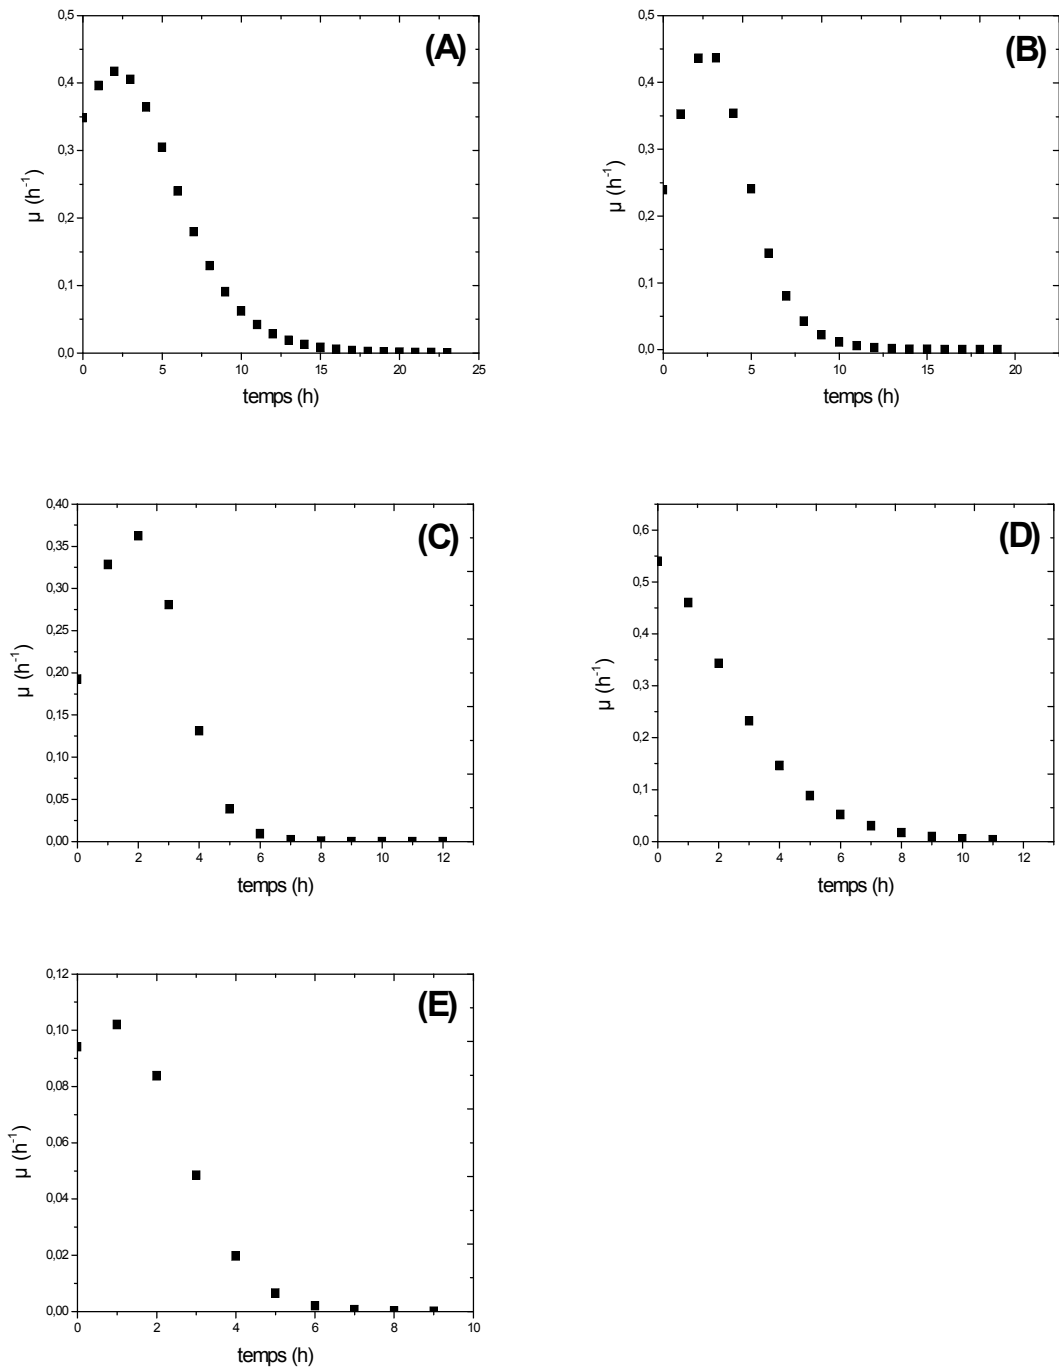 (A)
0,5
0,4
0,3
0,2
0,1
0,0
µ (h⁻¹)
0 5 10 15 20 25
temps (h)
(B)
0,5
0,4
0,3
0,2
0,1
0,0
µ (h⁻¹)
0 5 10 15 20
temps (h)
(C)
0,40
0,35
0,30
0,25
0,20
0,15
0,10
0,05
0,00
µ (h⁻¹)
0 2 4 6 8 10 12
temps (h)
(D)
0,6
0,5
0,4
0,3
0,2
0,1
0,0
µ (h⁻¹)
0 2 4 6 8 10 12
temps (h)
(E)
0,12
0,10
0,08
0,06
0,04
0,02
0,00
µ (h⁻¹)
0 2 4 6 8 10
temps (h)